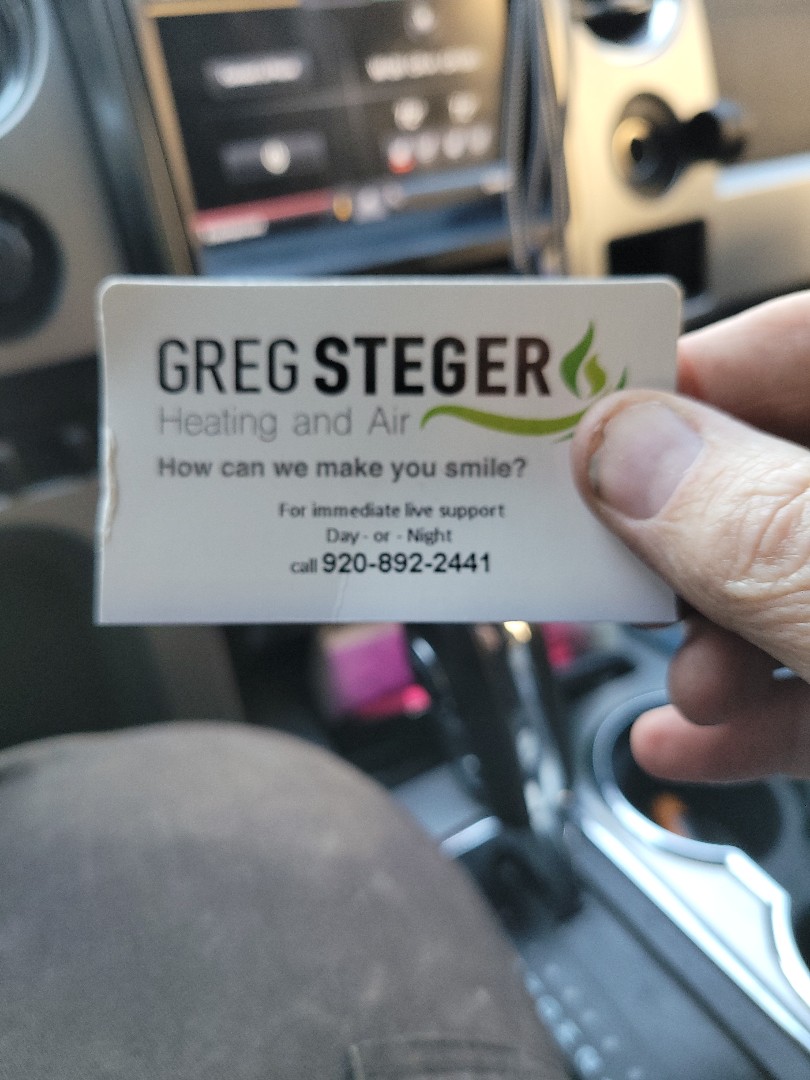 GREG STEGER
Heating and Air
How can we make you smile?
For immediate live support
Day - or - Night
call 920-892-2441